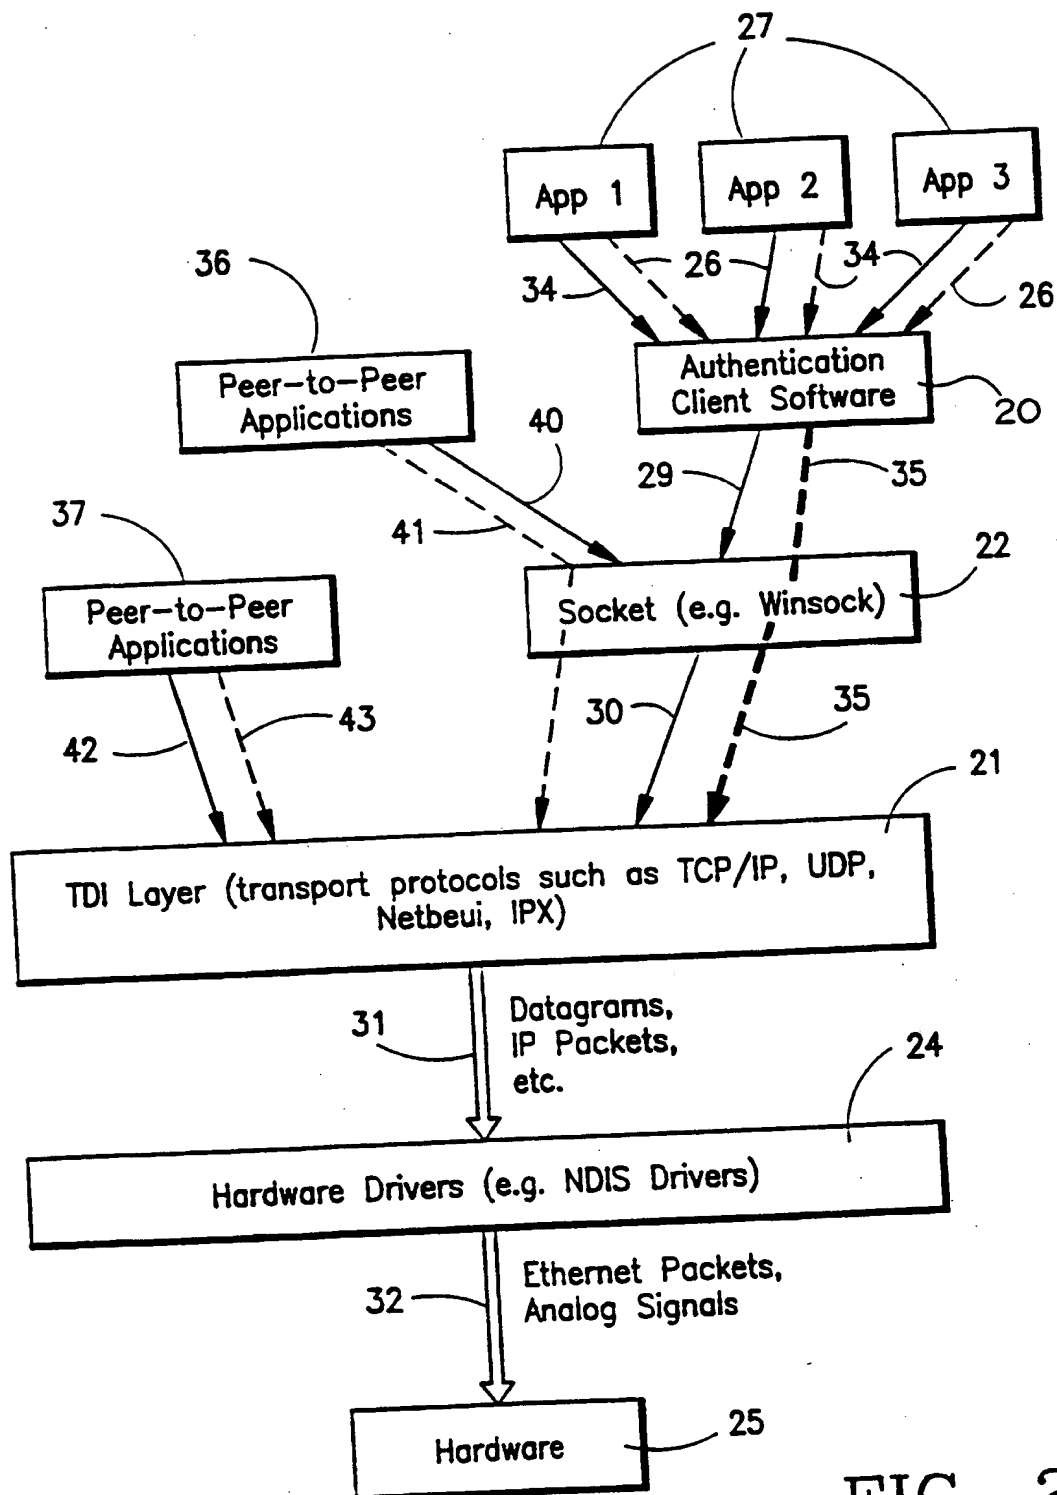 27
App 1
App 2
App 3
36
34
26
34
26
Peer-to-Peer
Applications
Authentication
Client Software
20
40
29
35
37
41
22
Peer-to-Peer
Applications
Socket (e.g. Winsock)
42
43
30
35
21
TDI Layer (transport protocols such as TCP/IP, UDP,
Netbeui, IPX)
31
Datagrams,
IP Packets,
etc.
24
Hardware Drivers (e.g. NDIS Drivers)
32
Ethernet Packets,
Analog Signals
Hardware
25
FIG.